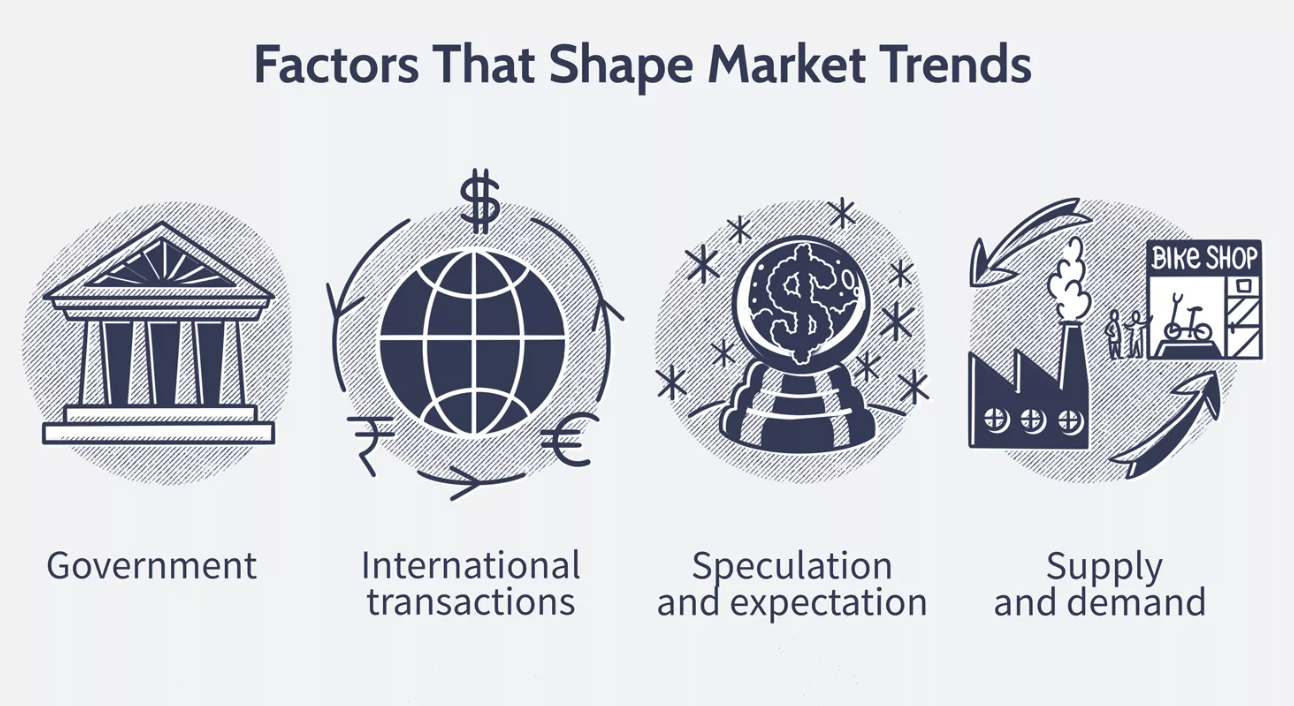 Factors That Shape Market Trends
$
₹
€
$
BIKE SHOP
Government
International
transactions
Speculation
and expectation
Supply
and demand